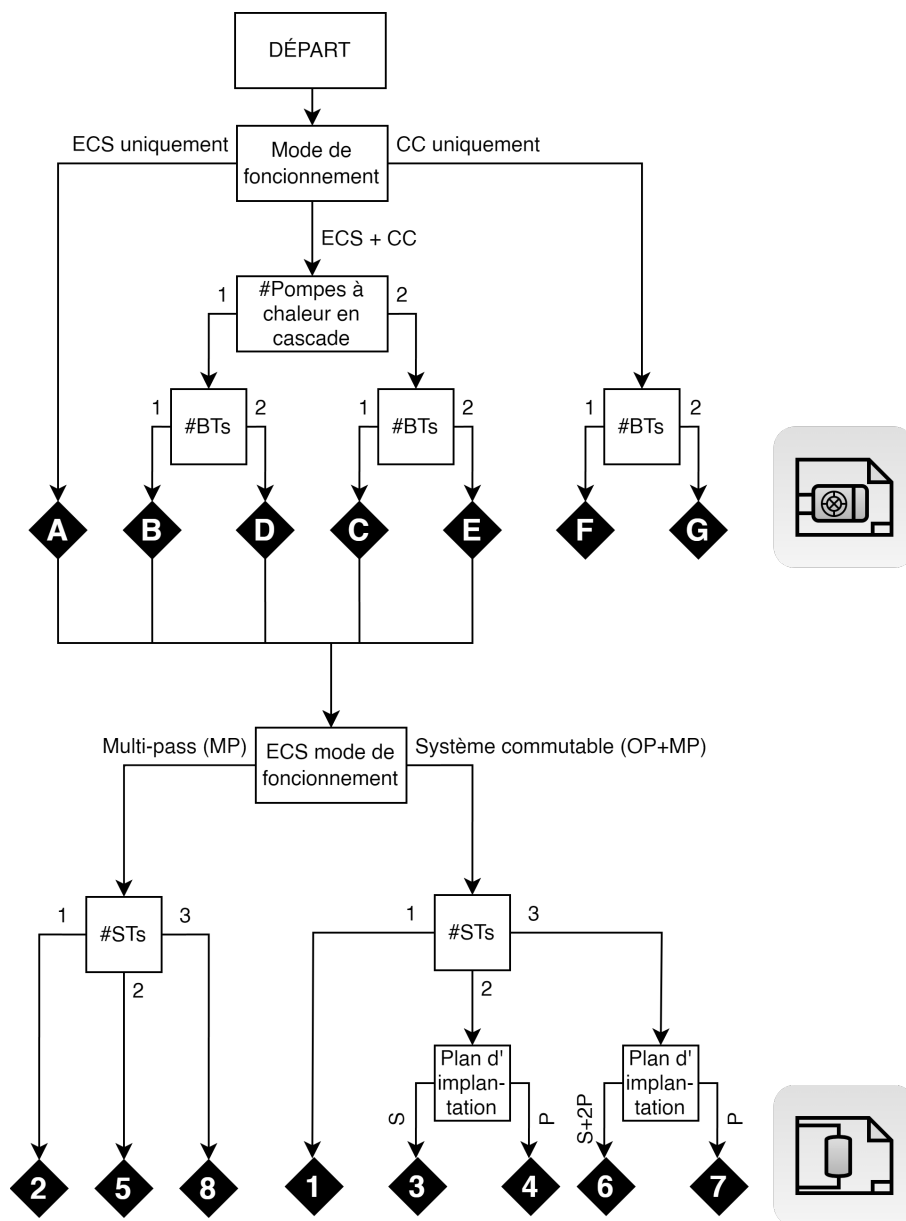 DÉPART
ECS uniquement
CC uniquement
Mode de
foncionnement
ECS + CC
1
2
#Pompes à
chaleur en
cascade
1
2
1
2
1
2
#BTs
#BTs
#BTs
A
B
D
C
E
F
G
Multi-pass (MP)
Système commutable (OP+MP)
ECS mode de
foncionnement
1
3
1
3
#STs
#STs
2
2
Plan d'
implan-
tation
Plan d'
implan-
tation
S
P
S+2P
P
2
5
8
1
3
4
6
7